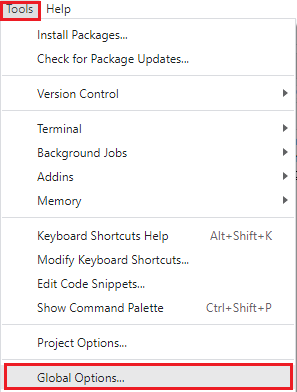 Tools Help
Install Packages...
Check for Package Updates...
Version Control
Terminal
Background Jobs
Addins
Memory
Keyboard Shortcuts Help Alt+Shift+K
Modify Keyboard Shortcuts...
Edit Code Snippets...
Show Command Palette Ctrl+Shift+P
Project Options...
Global Options...